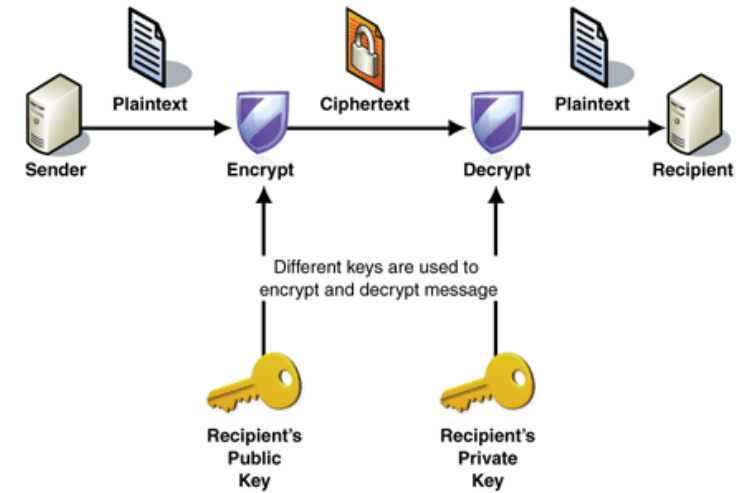 Plaintext
Ciphertext
Plaintext
Sender
Encrypt
Decrypt
Recipient
Different keys are used to
encrypt and decrypt message
Recipient's
Public
Key
Recipient's
Private
Key